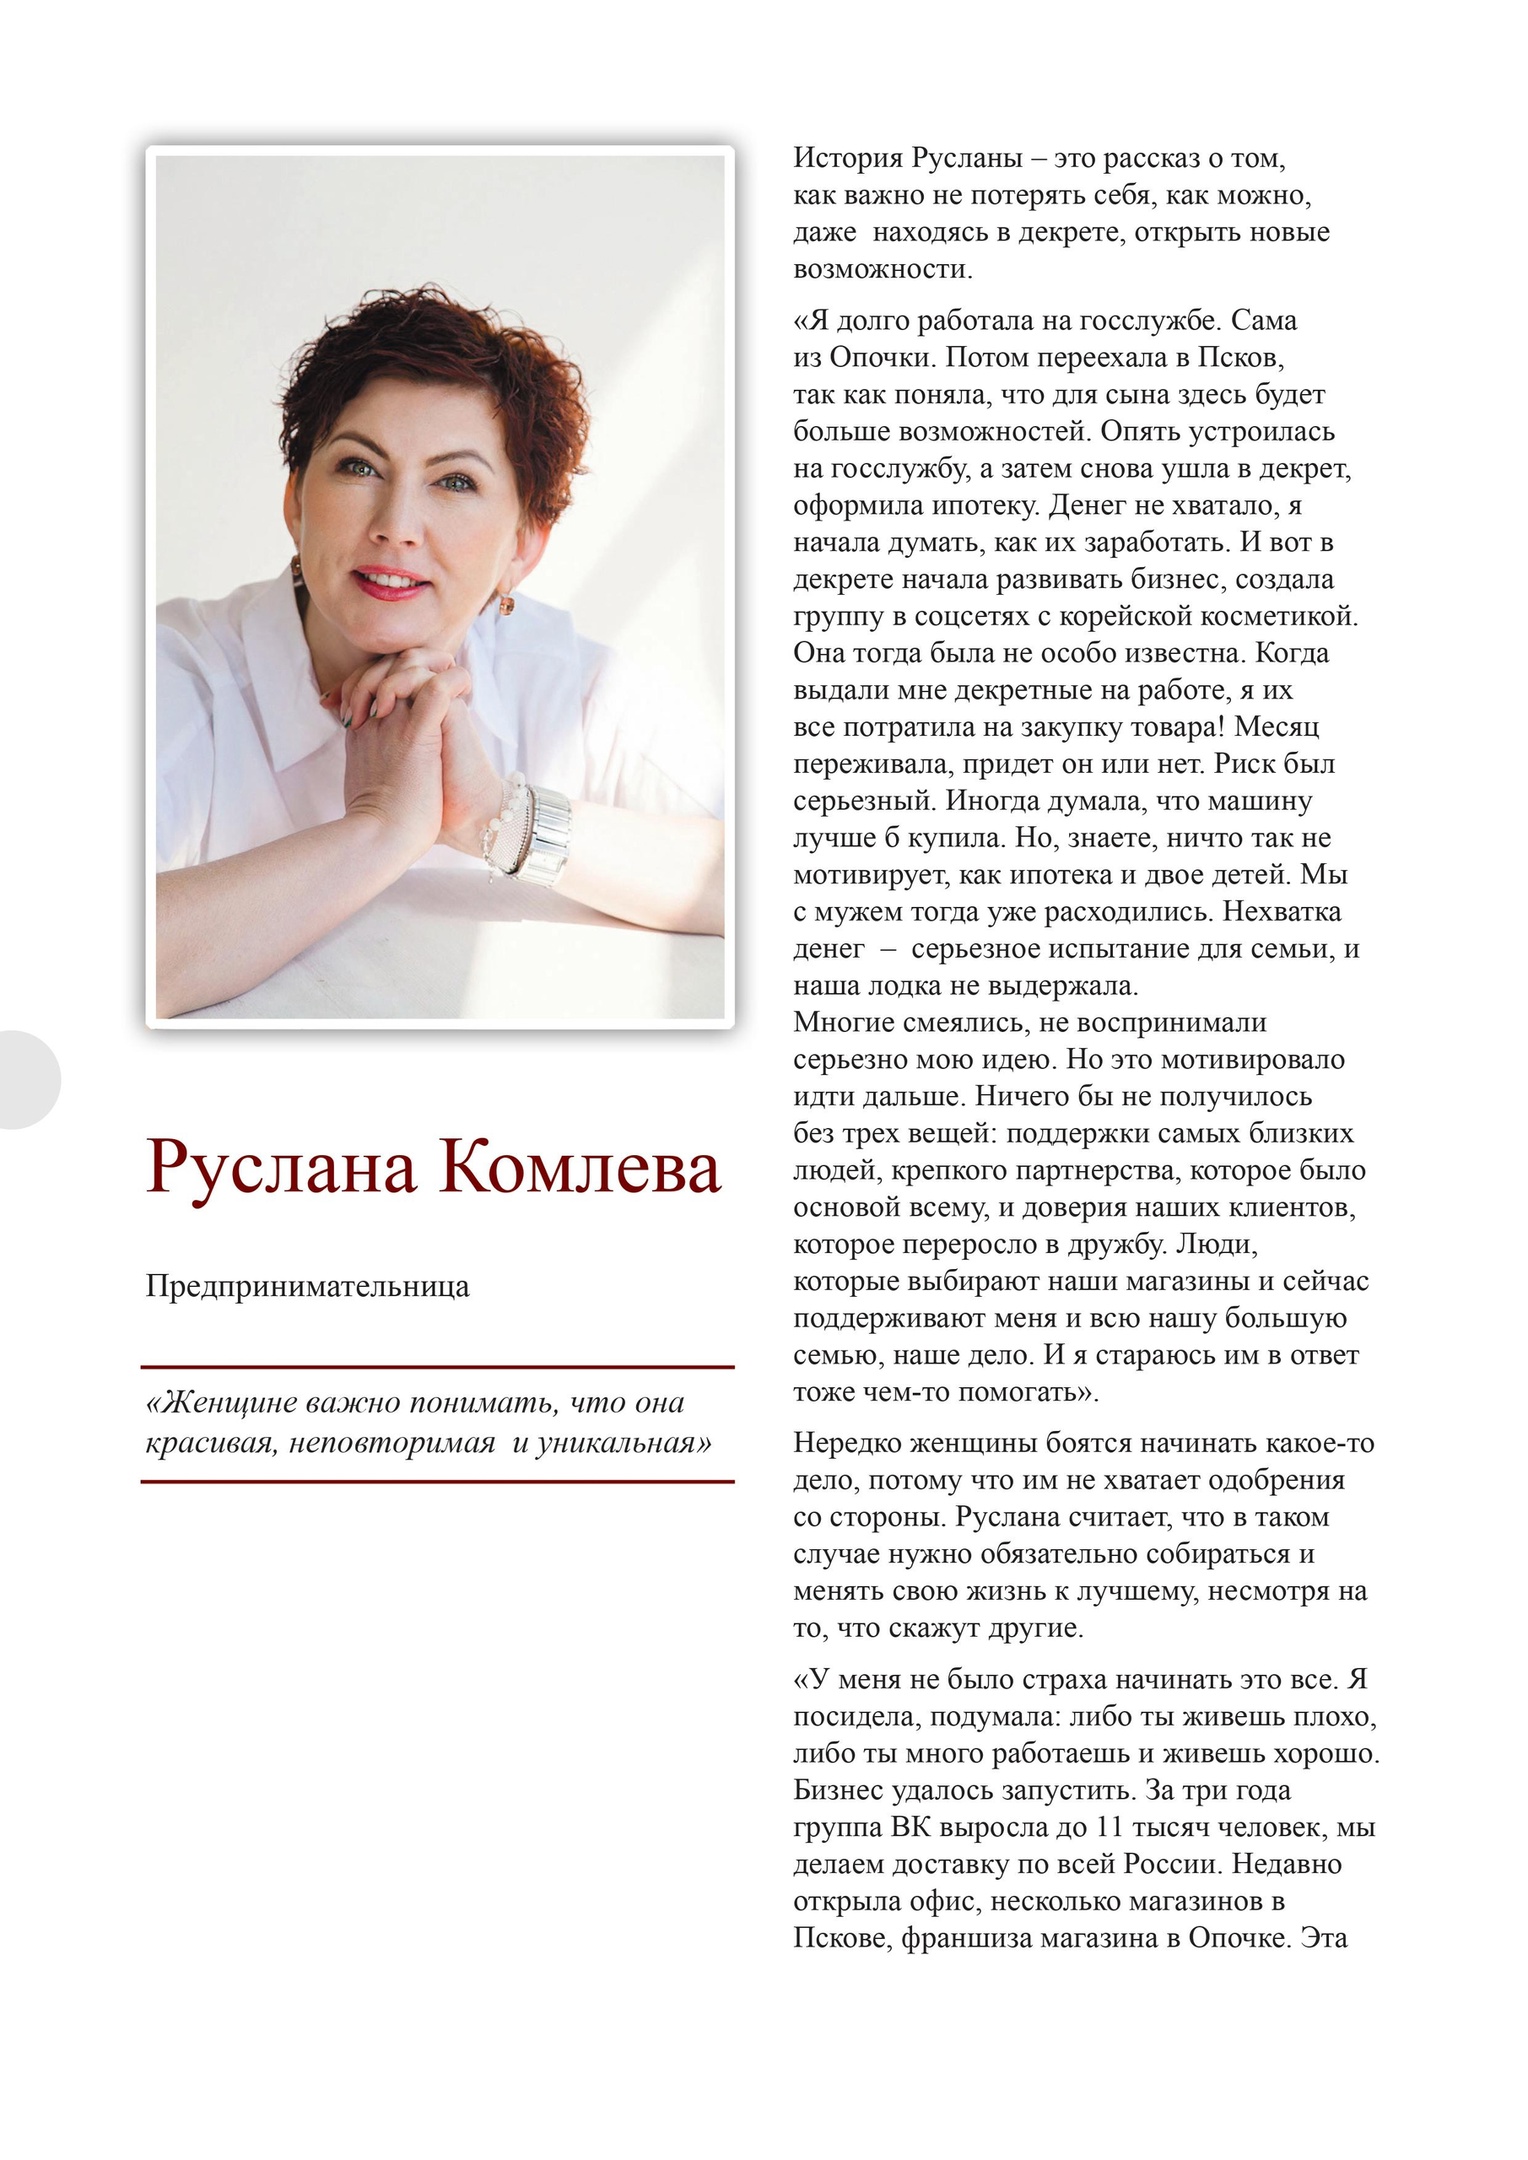 Руслана Комлева
Предпринимательница
«Женщине важно понимать, что она
красивая, неповторимая  и уникальная»
История Русланы – это рассказ о том,
как важно не потерять себя, как можно,
даже  находясь в декрете, открыть новые
возможности.
«Я долго работала на госслужбе. Сама
из Опочки. Потом переехала в Псков,
так как поняла, что для сына здесь будет
больше возможностей. Опять устроилась
на госслужбу, а затем снова ушла в декрет,
оформила ипотеку. Денег не хватало, я
начала думать, как их заработать. И вот в
декрете начала развивать бизнес, создала
группу в соцсетях с корейской косметикой.
Она тогда была не особо известна. Когда
выдали мне декретные на работе, я их
все потратила на закупку товара! Месяц
переживала, придет он или нет. Риск был
серьезный. Иногда думала, что машину
лучше б купила. Но, знаете, ничто так не
мотивирует, как ипотека и двое детей. Мы
с мужем тогда уже расходились. Нехватка
денег  –  серьезное испытание для семьи, и
наша лодка не выдержала.
Многие смеялись, не воспринимали
серьезно мою идею. Но это мотивировало
идти дальше. Ничего бы не получилось
без трех вещей: поддержки самых близких
людей, крепкого партнерства, которое было
основой всему, и доверия наших клиентов,
которое переросло в дружбу. Люди,
которые выбирают наши магазины и сейчас
поддерживают меня и всю нашу большую
семью, наше дело. И я стараюсь им в ответ
тоже чем-то помогать».
Нередко женщины боятся начинать какое-то
дело, потому что им не хватает одобрения
со стороны. Руслана считает, что в таком
случае нужно обязательно собираться и
менять свою жизнь к лучшему, несмотря на
то, что скажут другие.
«У меня не было страха начинать это все. Я
посидела, подумала: либо ты живешь плохо,
либо ты много работаешь и живешь хорошо.
Бизнес удалось запустить. За три года
группа ВК выросла до 11 тысяч человек, мы
делаем доставку по всей России. Недавно
открыла офис, несколько магазинов в
Пскове, франшиза магазина в Опочке. Эта